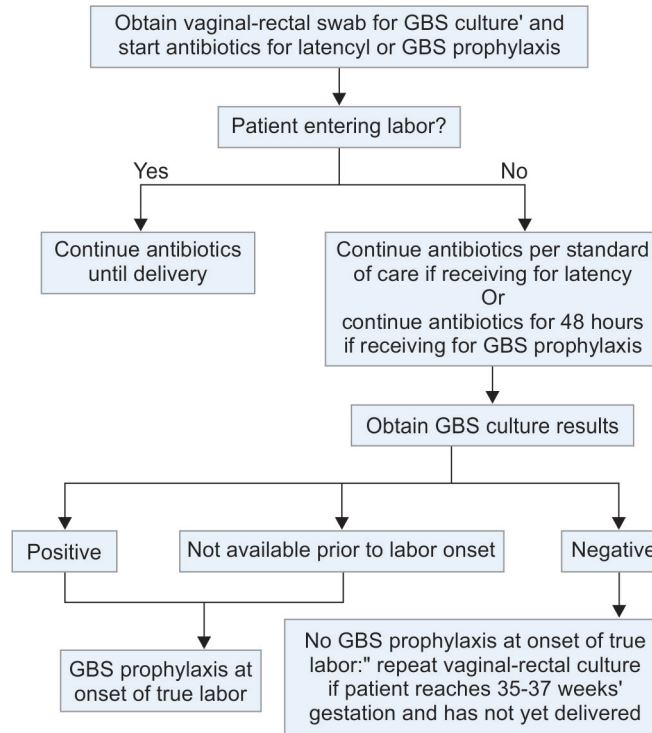 Obtain vaginal-rectal swab for GBS culture' and
start antibiotics for latencyl or GBS prophylaxis
Patient entering labor?
Yes
No
Continue antibiotics
until delivery
Continue antibiotics per standard
of care if receiving for latency
Or
continue antibiotics for 48 hours
if receiving for GBS prophylaxis
Obtain GBS culture results
Positive
Not available prior to labor onset
Negative
GBS prophylaxis at
onset of true labor
No GBS prophylaxis at onset of true
labor:" repeat vaginal-rectal culture
if patient reaches 35-37 weeks'
gestation and has not yet delivered